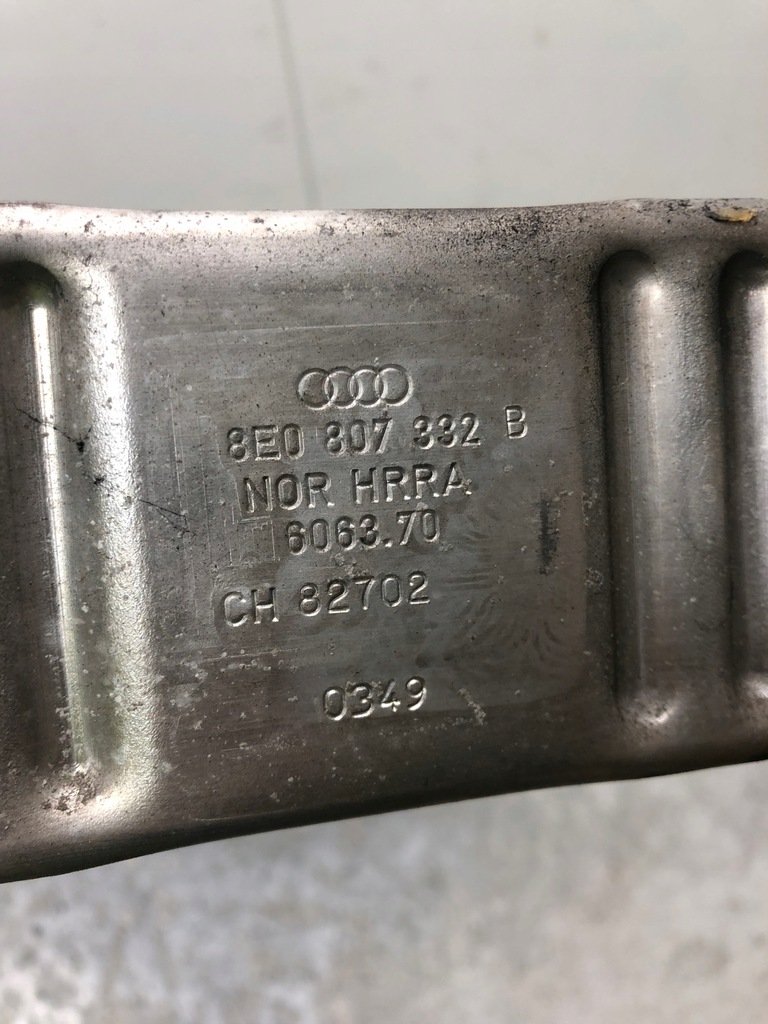 8E0 807 332 B
NOR HRRA
6063.70
CH 82702
0349